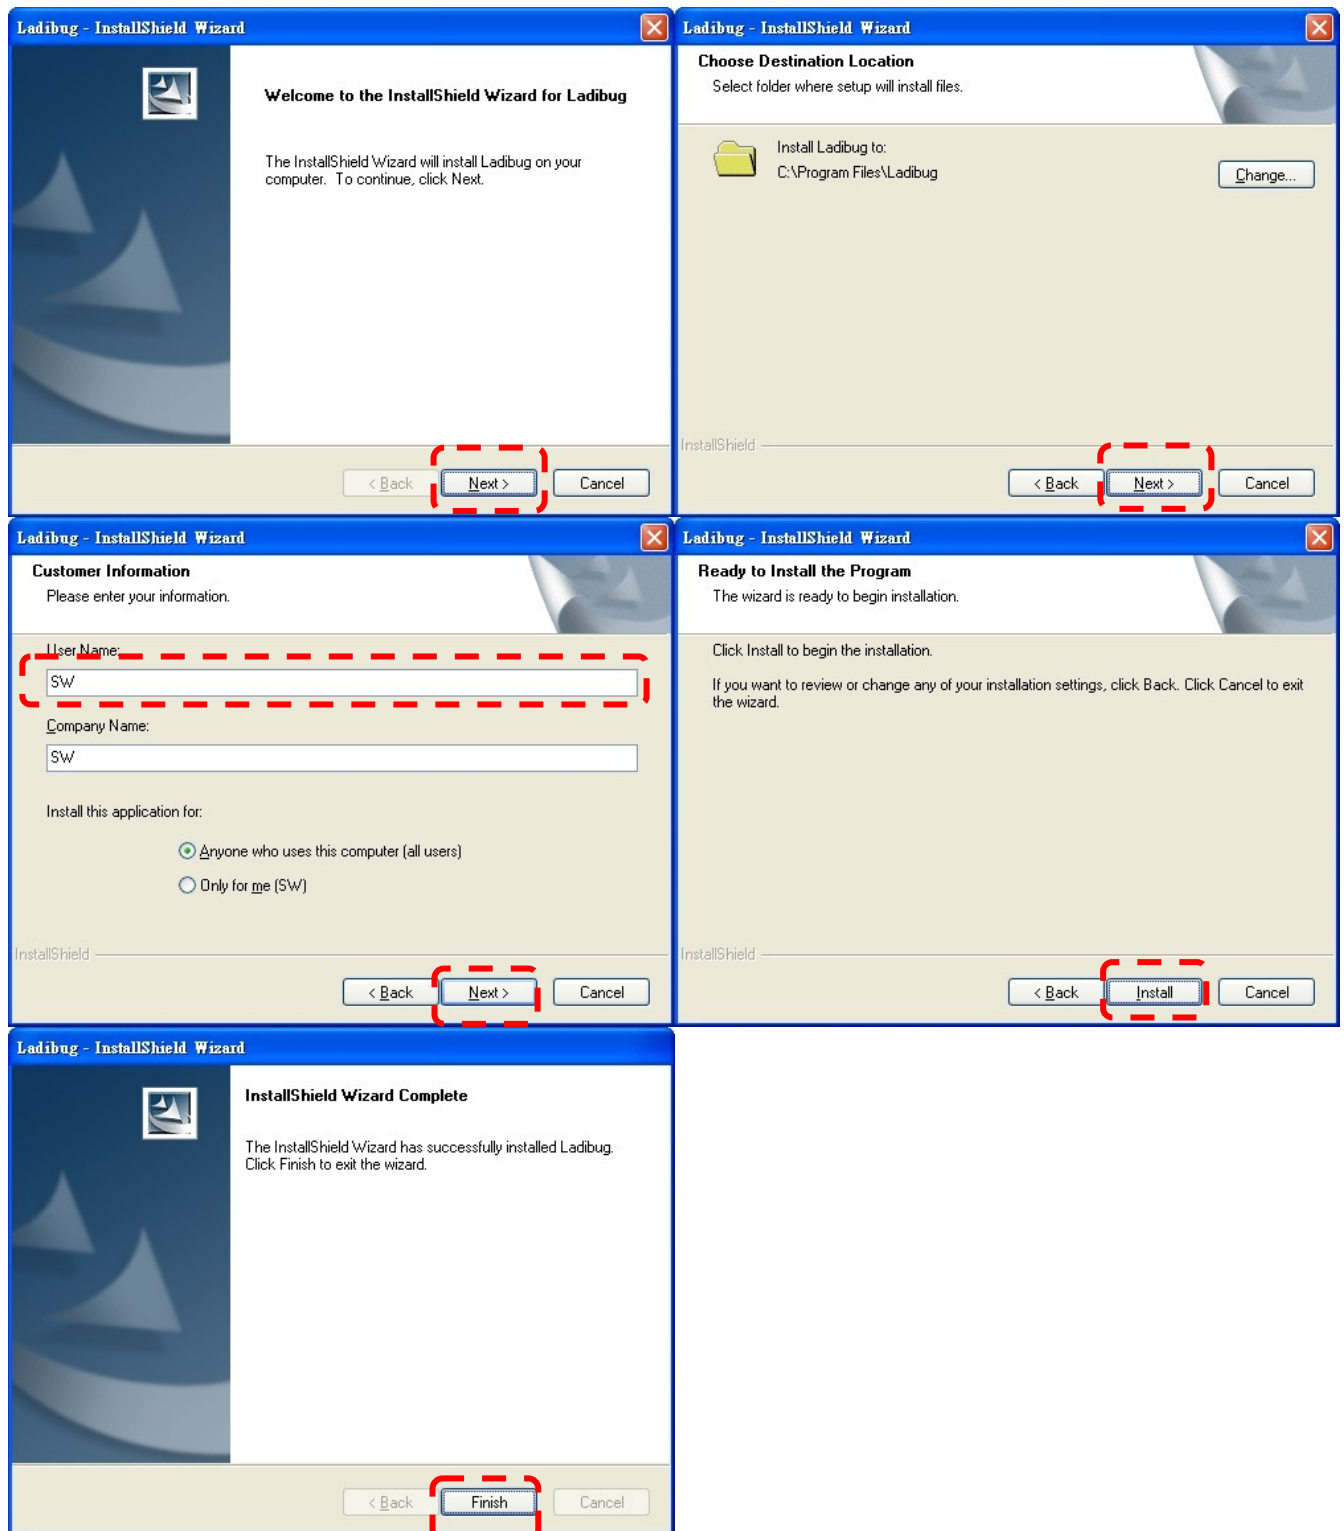 Ladibug - InstallShield Wizard
Welcome to the InstallShield Wizard for Ladibug
The InstallShield Wizard will install Ladibug on your
computer. To continue, click Next.
< Back
Next >
Cancel
Ladibug - InstallShield Wizard
Choose Destination Location
Select folder where setup will install files.
Install Ladibug to:
C:\Program Files\Ladibug
Change...
InstallShield
< Back
Next >
Cancel
Ladibug - InstallShield Wizard
Customer Information
Please enter your information.
User Name:
SW
Company Name:
SW
Install this application for:
Anyone who uses this computer (all users)
Only for me (SW)
InstallShield
< Back
Next >
Cancel
Ladibug - InstallShield Wizard
Ready to Install the Program
The wizard is ready to begin installation.
Click Install to begin the installation.
If you want to review or change any of your installation settings, click Back. Click Cancel to exit
the wizard.
InstallShield
< Back
Install
Cancel
Ladibug - InstallShield Wizard
InstallShield Wizard Complete
The InstallShield Wizard has successfully installed Ladibug.
Click Finish to exit the wizard.
< Back
Finish
Cancel